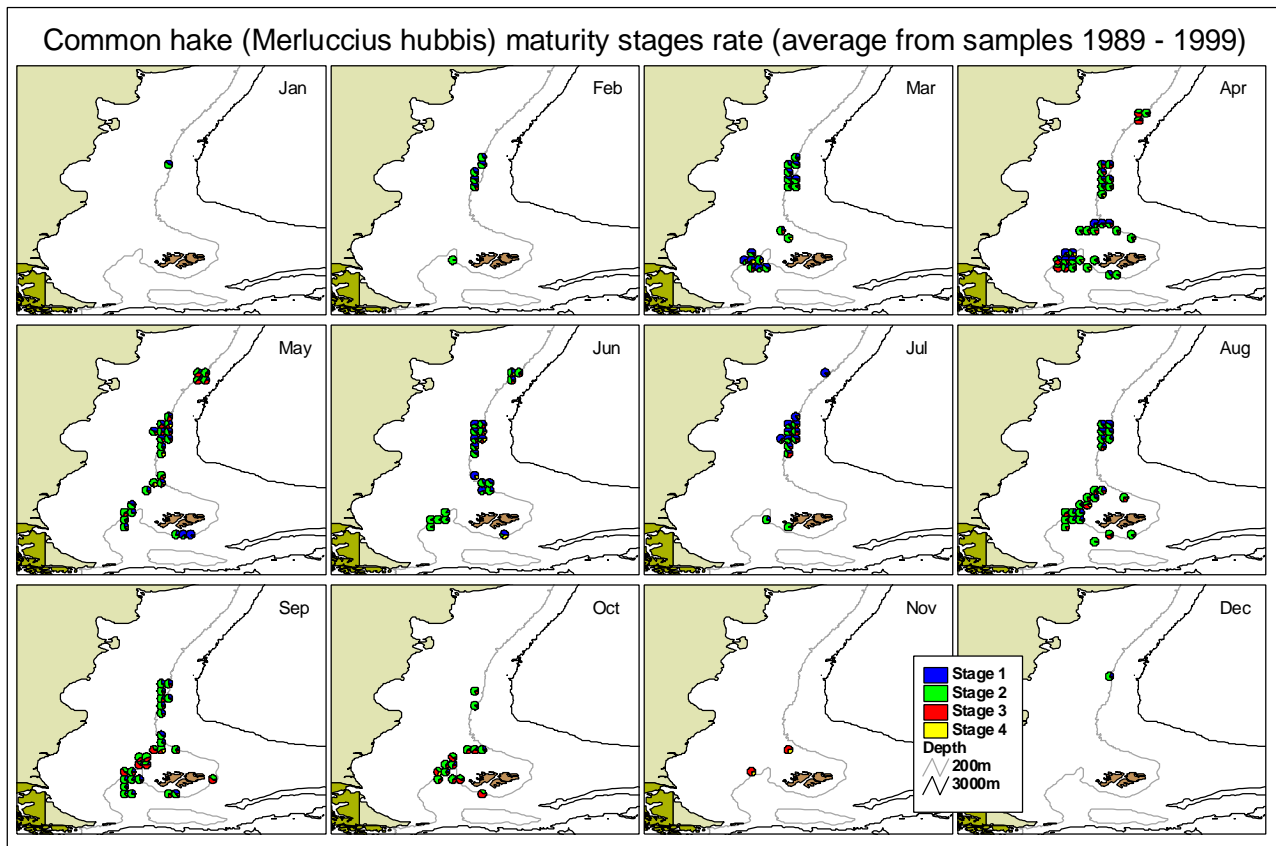 Common hake (Merluccius hubbis) maturity stages rate (average from samples 1989 - 1999)
Jan
Feb
Mar
Apr
May
Jun
Jul
Aug
Sep
Oct
Nov
Dec
Stage 1
Stage 2
Stage 3
Stage 4
Depth
200m
3000m